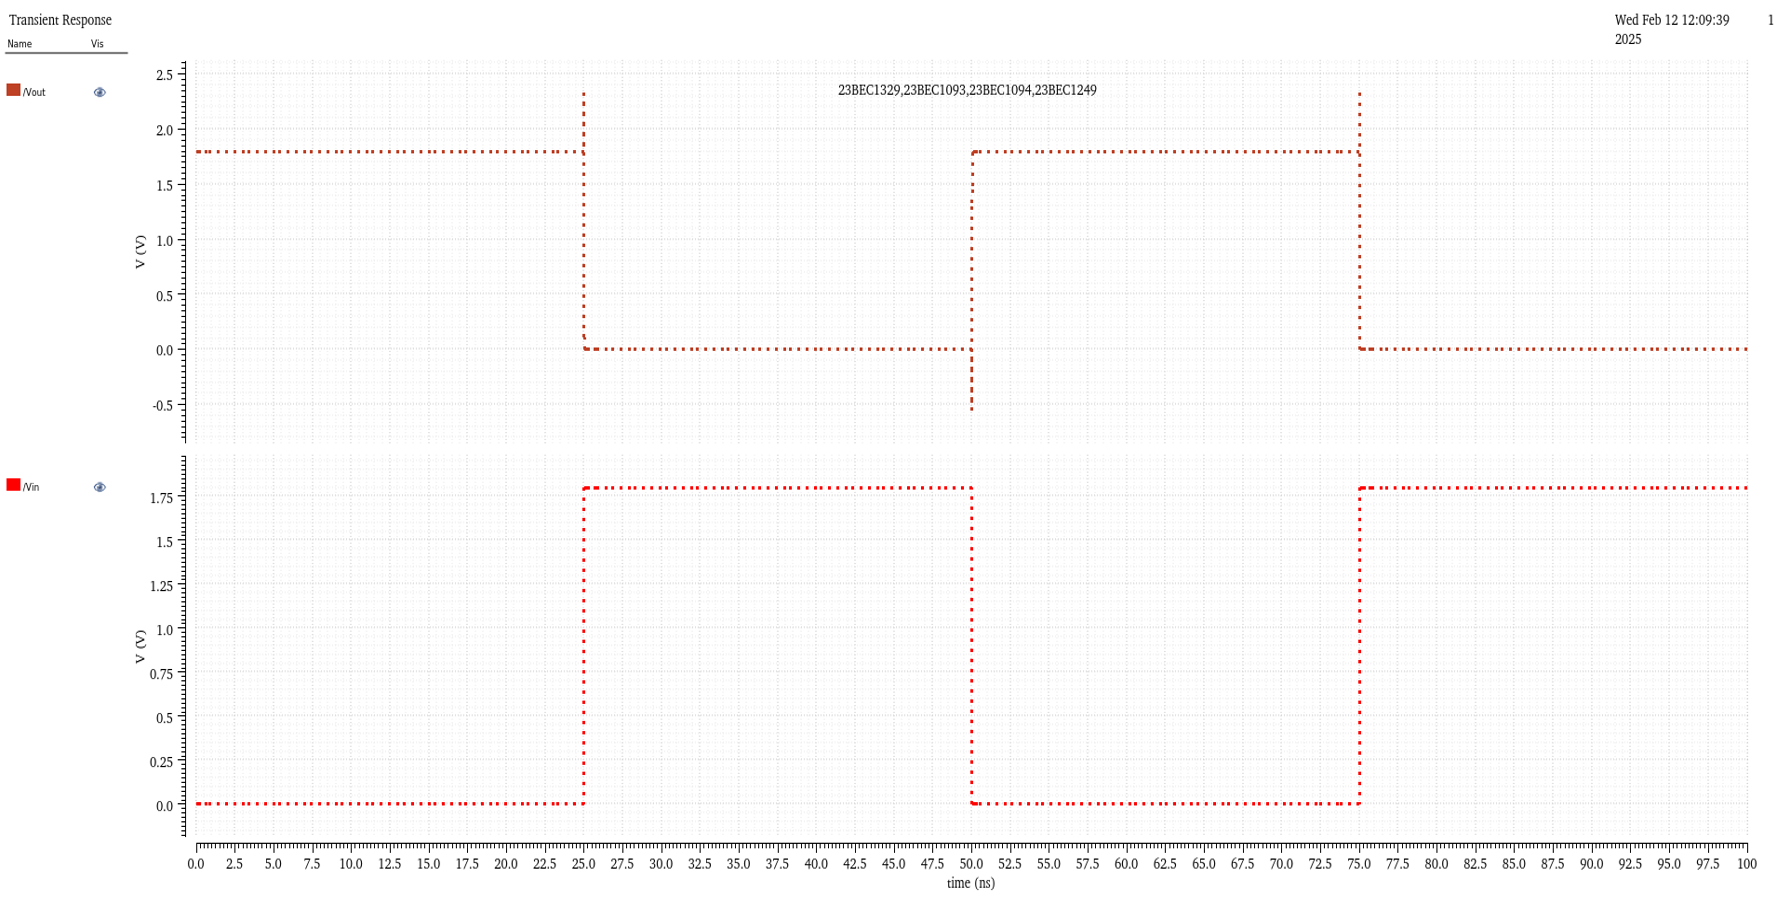 Transient Response
Wed Feb 12 12:09:39 1
2025
Name Vis
/Vout
23BEC1329,23BEC1093,23BEC1094,23BEC1249
2.5
2.0
1.5
1.0
0.5
0.0
-0.5
V (V)
/Vin
1.75
1.5
1.25
1.0
0.75
0.5
0.25
0.0
V (V)
0.0 2.5 5.0 7.5 10.0 12.5 15.0 17.5 20.0 22.5 25.0 27.5 30.0 32.5 35.0 37.5 40.0 42.5 45.0 47.5 50.0 52.5 55.0 57.5 60.0 62.5 65.0 67.5 70.0 72.5 75.0 77.5 80.0 82.5 85.0 87.5 90.0 92.5 95.0 97.5 100
time (ns)